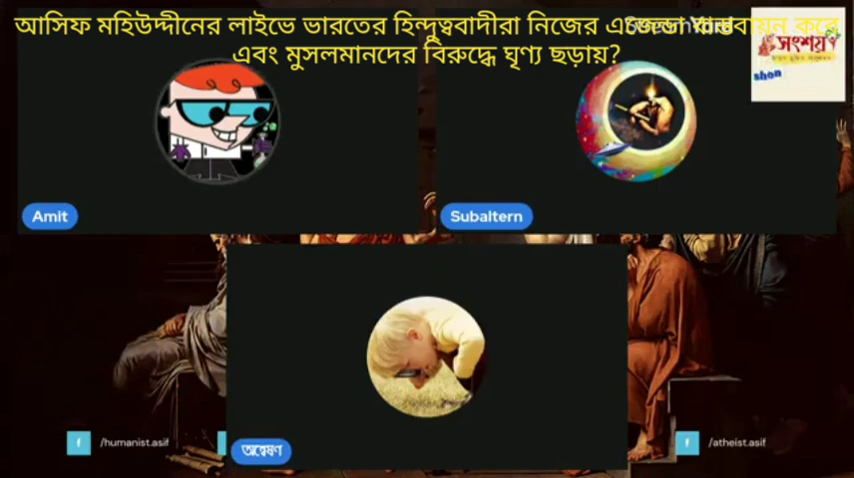 আসিফ মহিউদ্দীনের লাইভে ভারতের হিন্দুত্ববাদীরা নিজের এজেন্ডা বাস্তবায়ন করে
এবং মুসলমানদের বিরুদ্ধে ঘৃণ্য ছড়ায়?
সংশয়
shon
Amit
Subaltern
অন্বেষণ
/humanist.asif
/atheist.asif